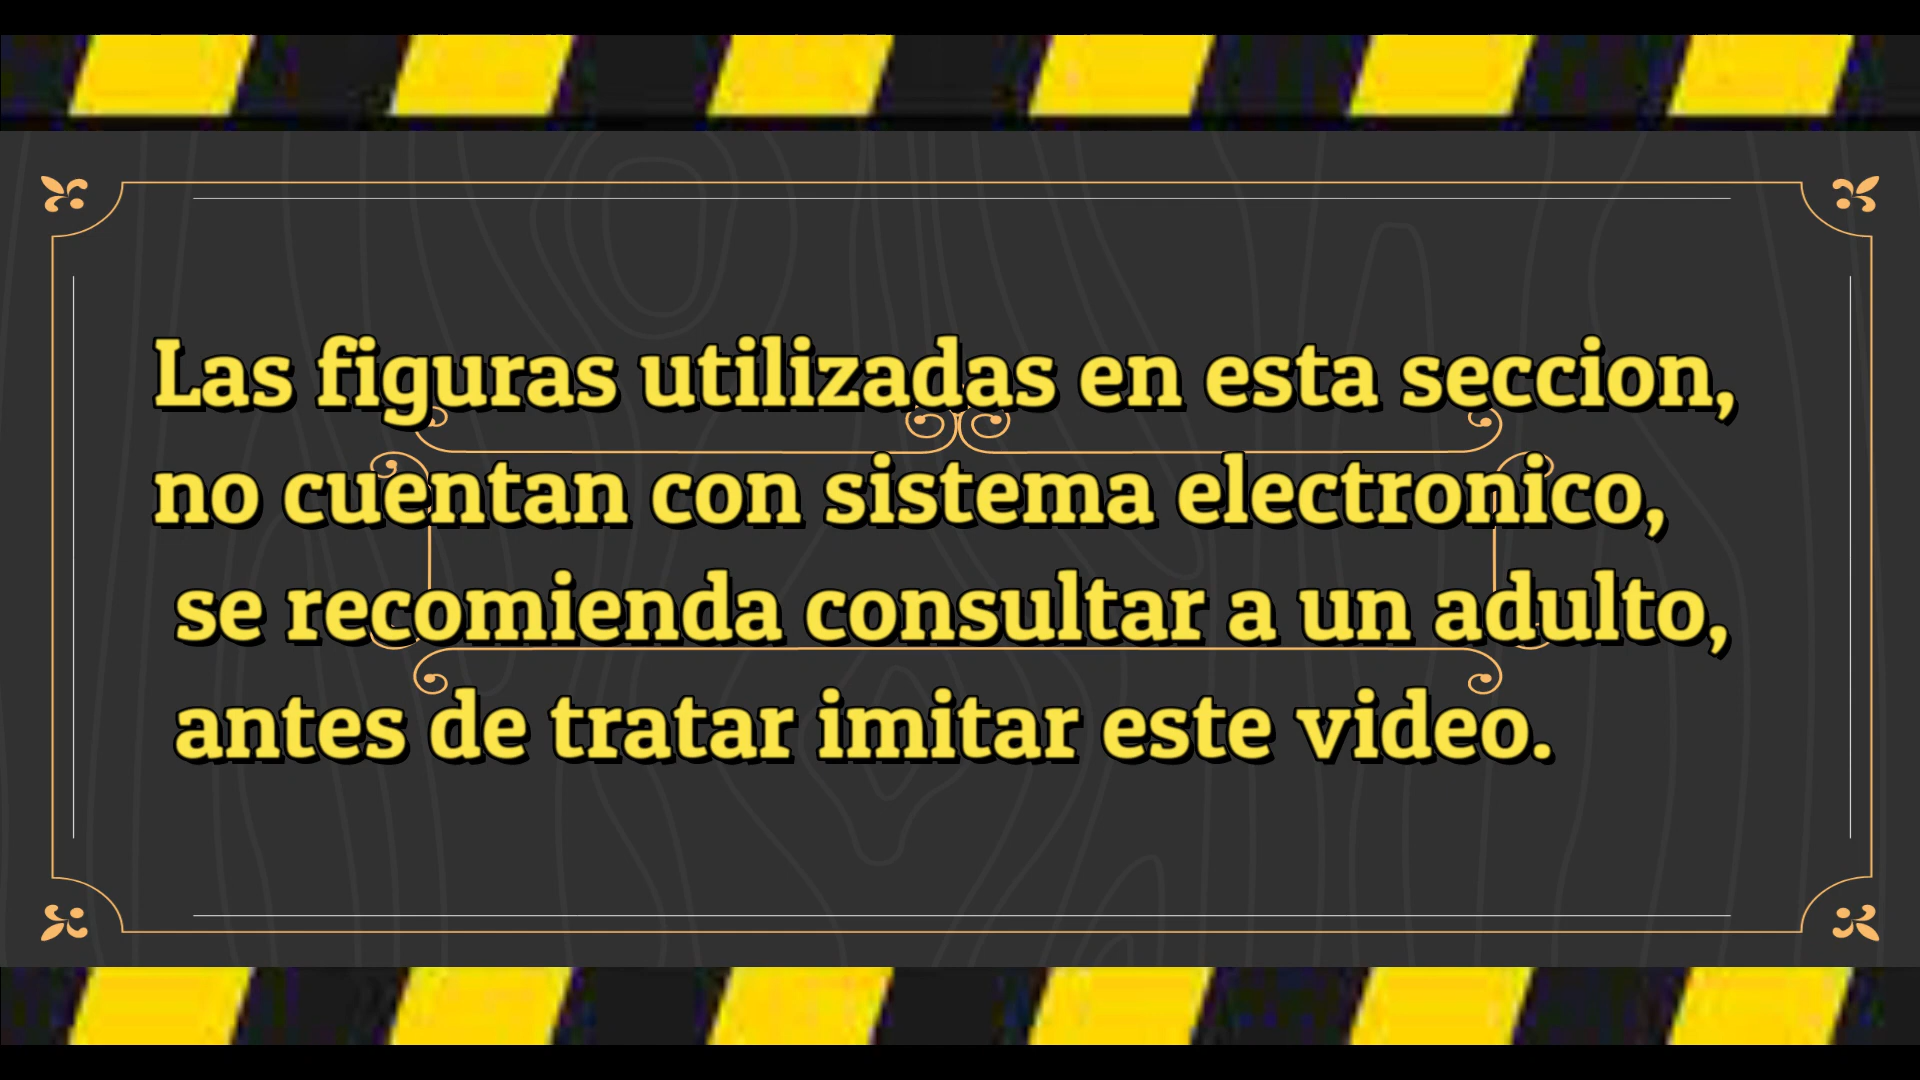 Las figuras utilizadas en esta seccion,
no cuentan con sistema electronico,
se recomienda consultar a un adulto,
antes de tratar imitar este video.